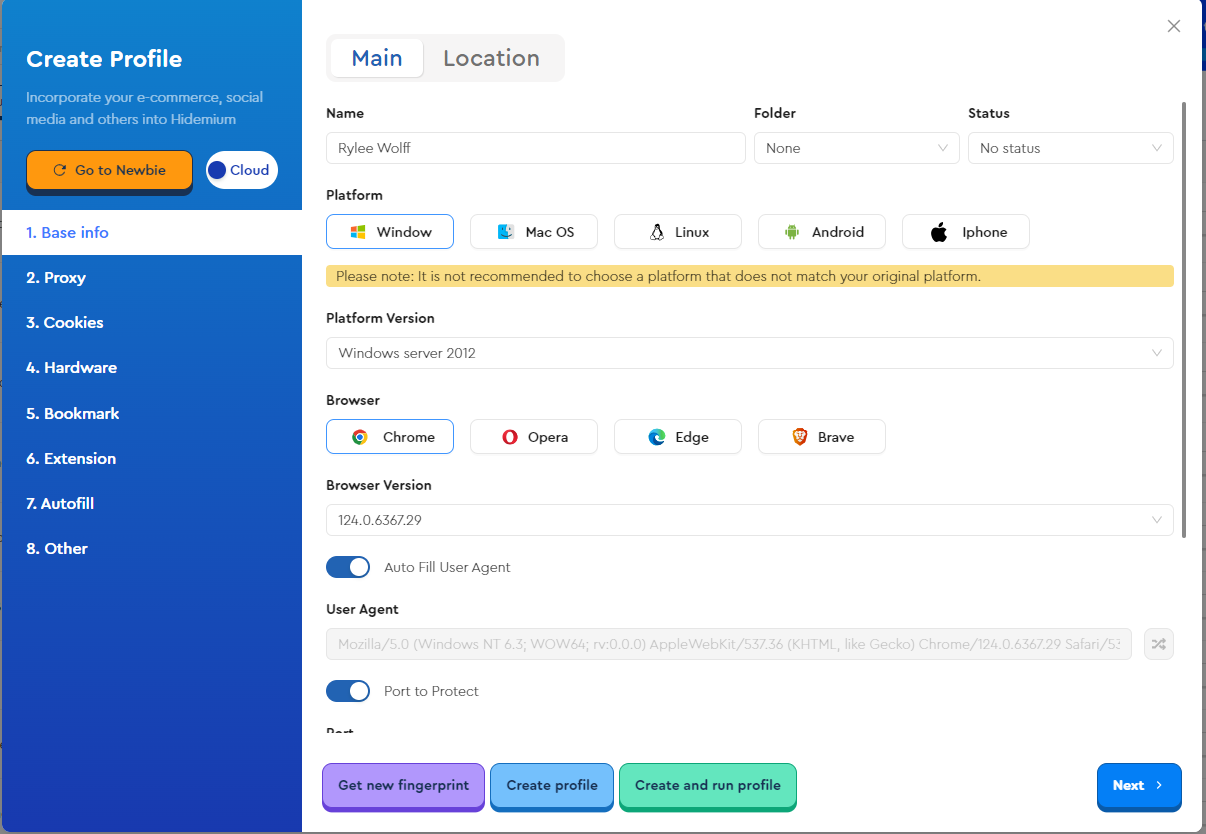 Create Profile
Incorporate your e-commerce, social
media and others into Hidemium
Go to Newbie
Cloud
1. Base info
2. Proxy
3. Cookies
4. Hardware
5. Bookmark
6. Extension
7. Autofill
8. Other
Main Location
Name Folder Status
Rylee Wolff None No status
Platform
Window Mac OS Linux Android Iphone
Please note: It is not recommended to choose a platform that does not match your original platform.
Platform Version
Windows server 2012
Browser
Chrome Opera Edge Brave
Browser Version
124.0.6367.29
Auto Fill User Agent
User Agent
Mozilla/5.0 (Windows NT 6.3; WOW64; rv:0.0.0) AppleWebKit/537.36 (KHTML, like Gecko) Chrome/124.0.6367.29 Safari/53
Port to Protect
Port
Get new fingerprint Create profile Create and run profile Next